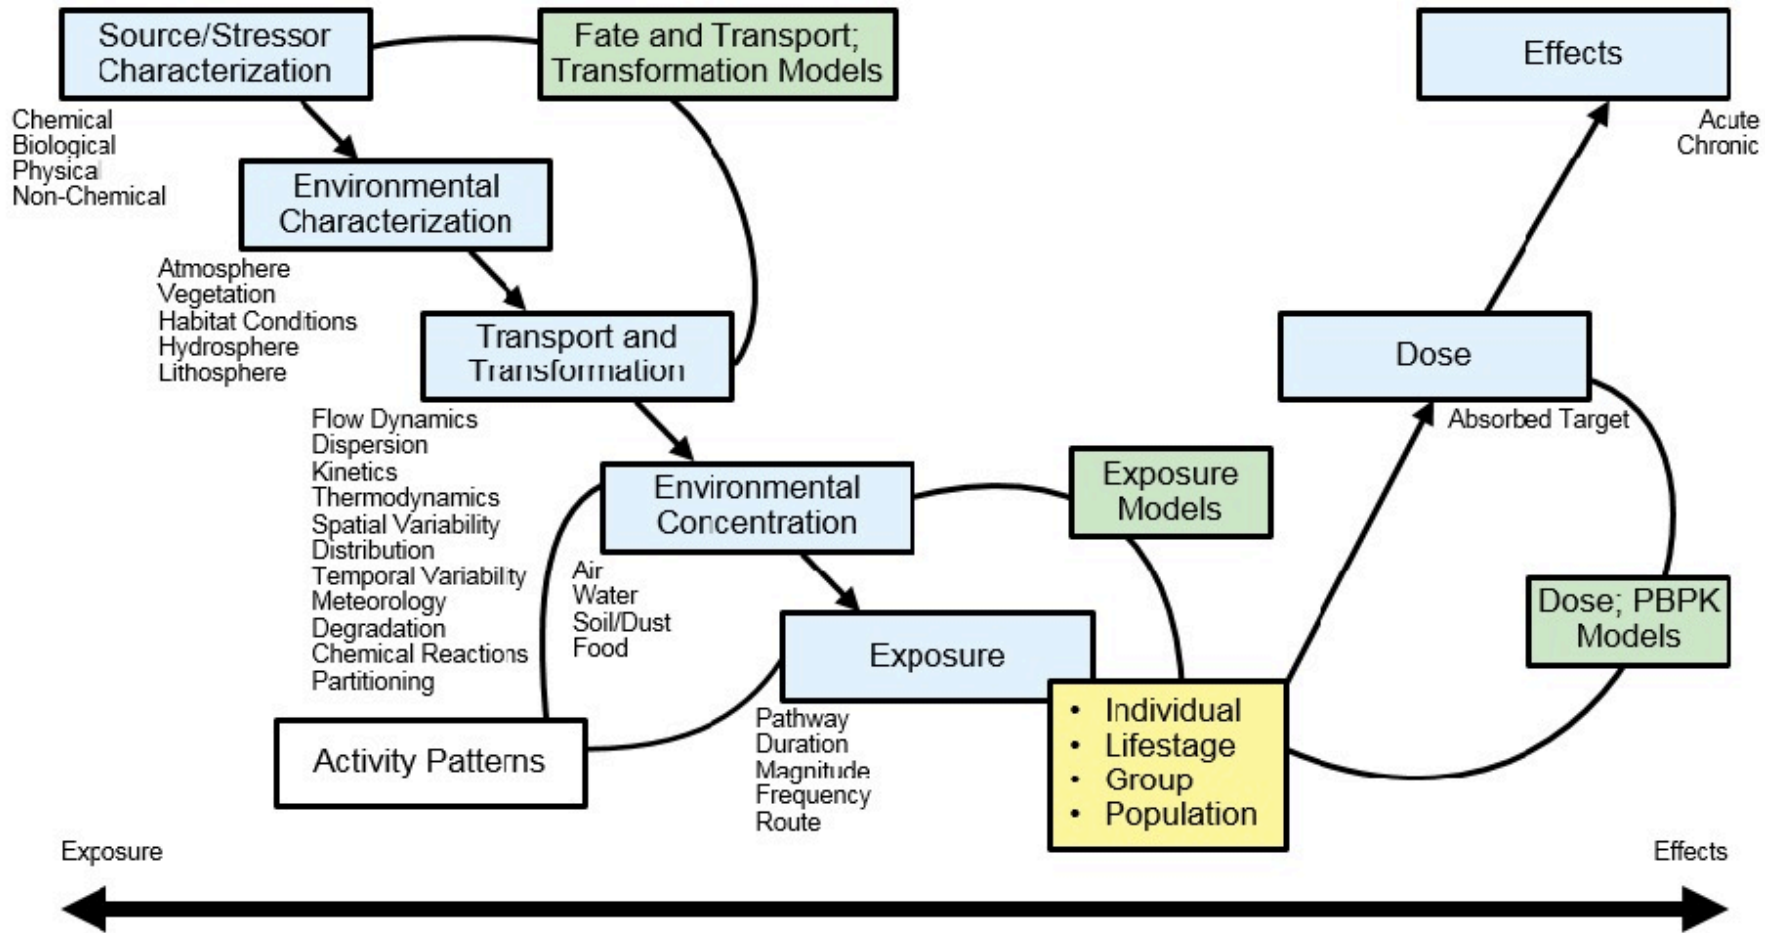 Source/Stressor
Characterization
Fate and Transport;
Transformation Models
Effects
Chemical
Biological
Physical
Non-Chemical
Acute
Chronic
Environmental
Characterization
Atmosphere
Vegetation
Habitat Conditions
Hydrosphere
Lithosphere
Transport and
Transformation
Dose
Absorbed Target
Flow Dynamics
Dispersion
Kinetics
Thermodynamics
Spatial Variability
Distribution
Temporal Variability
Meteorology
Degradation
Chemical Reactions
Partitioning
Environmental
Concentration
Exposure
Models
Air
Water
Soil/Dust
Food
Dose; PBPK
Models
Exposure
Pathway
Duration
Magnitude
Frequency
Route
• Individual
• Lifestage
• Group
• Population
Activity Patterns
Exposure
Effects